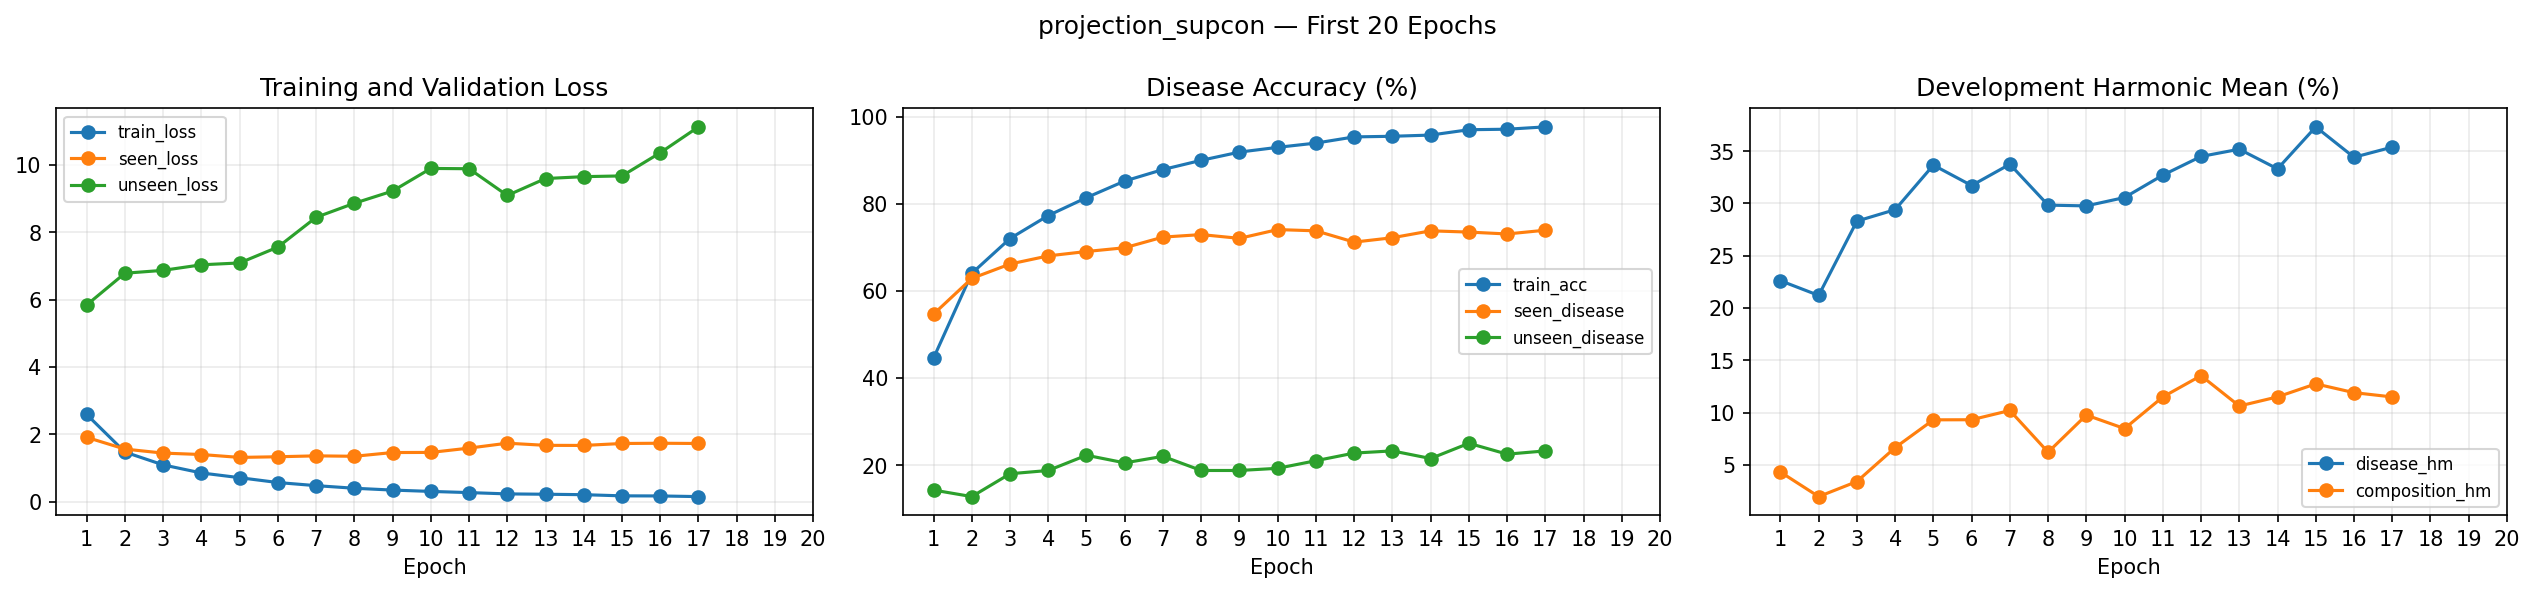 projection_supcon — First 20 Epochs
Training and Validation Loss
train_loss
seen_loss
unseen_loss
10
8
6
4
2
0
1 2 3 4 5 6 7 8 9 10 11 12 13 14 15 16 17 18 19 20
Epoch
Disease Accuracy (%)
100
80
60
40
20
train_acc
seen_disease
unseen_disease
1 2 3 4 5 6 7 8 9 10 11 12 13 14 15 16 17 18 19 20
Epoch
Development Harmonic Mean (%)
35
30
25
20
15
10
5
disease_hm
composition_hm
1 2 3 4 5 6 7 8 9 10 11 12 13 14 15 16 17 18 19 20
Epoch